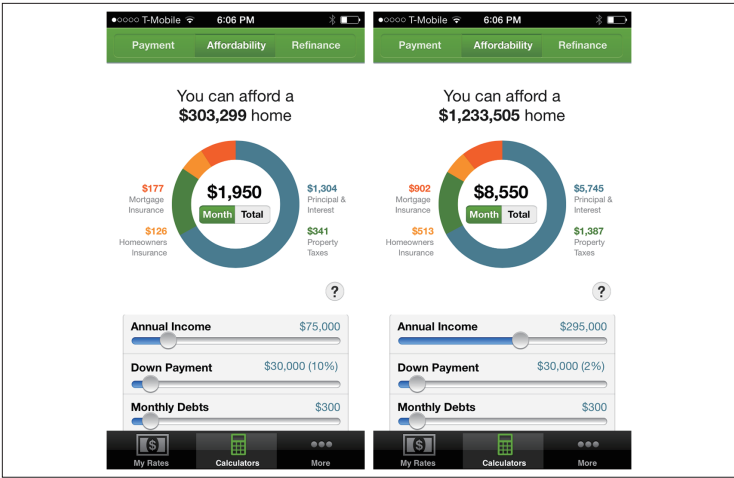 T-Mobile 6:06 PM
Payment Affordability Refinance
You can afford a
$303,299 home
$177
Mortgage
Insurance
$126
Homeowners
Insurance
$1,950
Month Total
$1,304
Principal &
Interest
$341
Property
Taxes
?
Annual Income $75,000
Down Payment $30,000 (10%)
Monthly Debts $300
$
My Rates Calculators More
T-Mobile 6:06 PM
Payment Affordability Refinance
You can afford a
$1,233,505 home
$902
Mortgage
Insurance
$513
Homeowners
Insurance
$8,550
Month Total
$5,745
Principal &
Interest
$1,387
Property
Taxes
?
Annual Income $295,000
Down Payment $30,000 (2%)
Monthly Debts $300
$
My Rates Calculators More